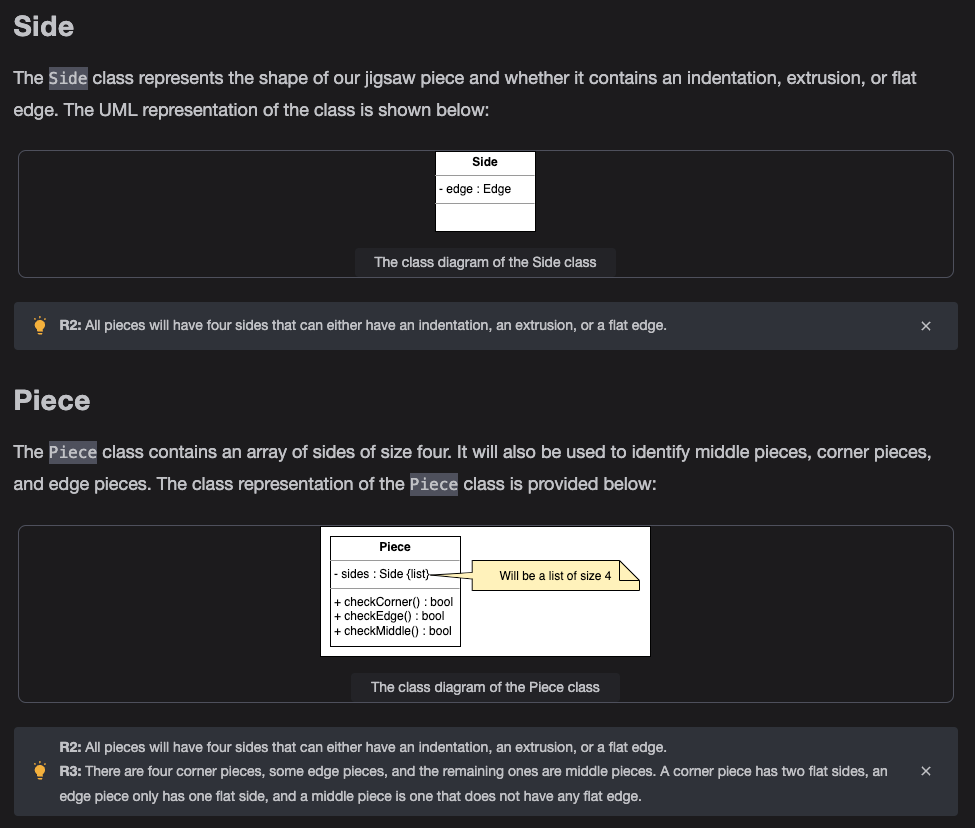 Side
The Side class represents the shape of our jigsaw piece and whether it contains an indentation, extrusion, or flat
edge. The UML representation of the class is shown below:
Side
- edge : Edge
The class diagram of the Side class
R2: All pieces will have four sides that can either have an indentation, an extrusion, or a flat edge.
Piece
The Piece class contains an array of sides of size four. It will also be used to identify middle pieces, corner pieces,
and edge pieces. The class representation of the Piece class is provided below:
Piece
- sides : Side {list}
Will be a list of size 4
+ checkCorner() : bool
+ checkEdge() : bool
+ checkMiddle() : bool
The class diagram of the Piece class
R2: All pieces will have four sides that can either have an indentation, an extrusion, or a flat edge.
R3: There are four corner pieces, some edge pieces, and the remaining ones are middle pieces. A corner piece has two flat sides, an
edge piece only has one flat side, and a middle piece is one that does not have any flat edge.